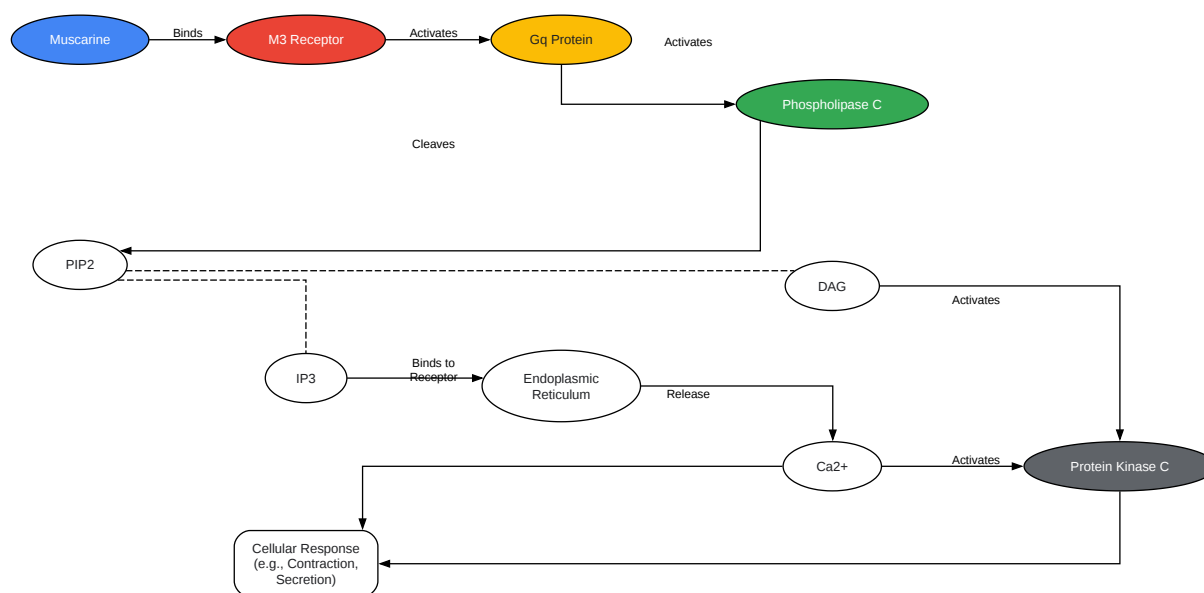 Muscarine
Binds
M3 Receptor
Activates
Gq Protein
Activates
Phospholipase C
Cleaves
PIP2
DAG
Activates
IP3
Binds to
Receptor
Endoplasmic
Reticulum
Release
Ca2+
Activates
Protein Kinase C
Cellular Response
(e.g., Contraction,
Secretion)